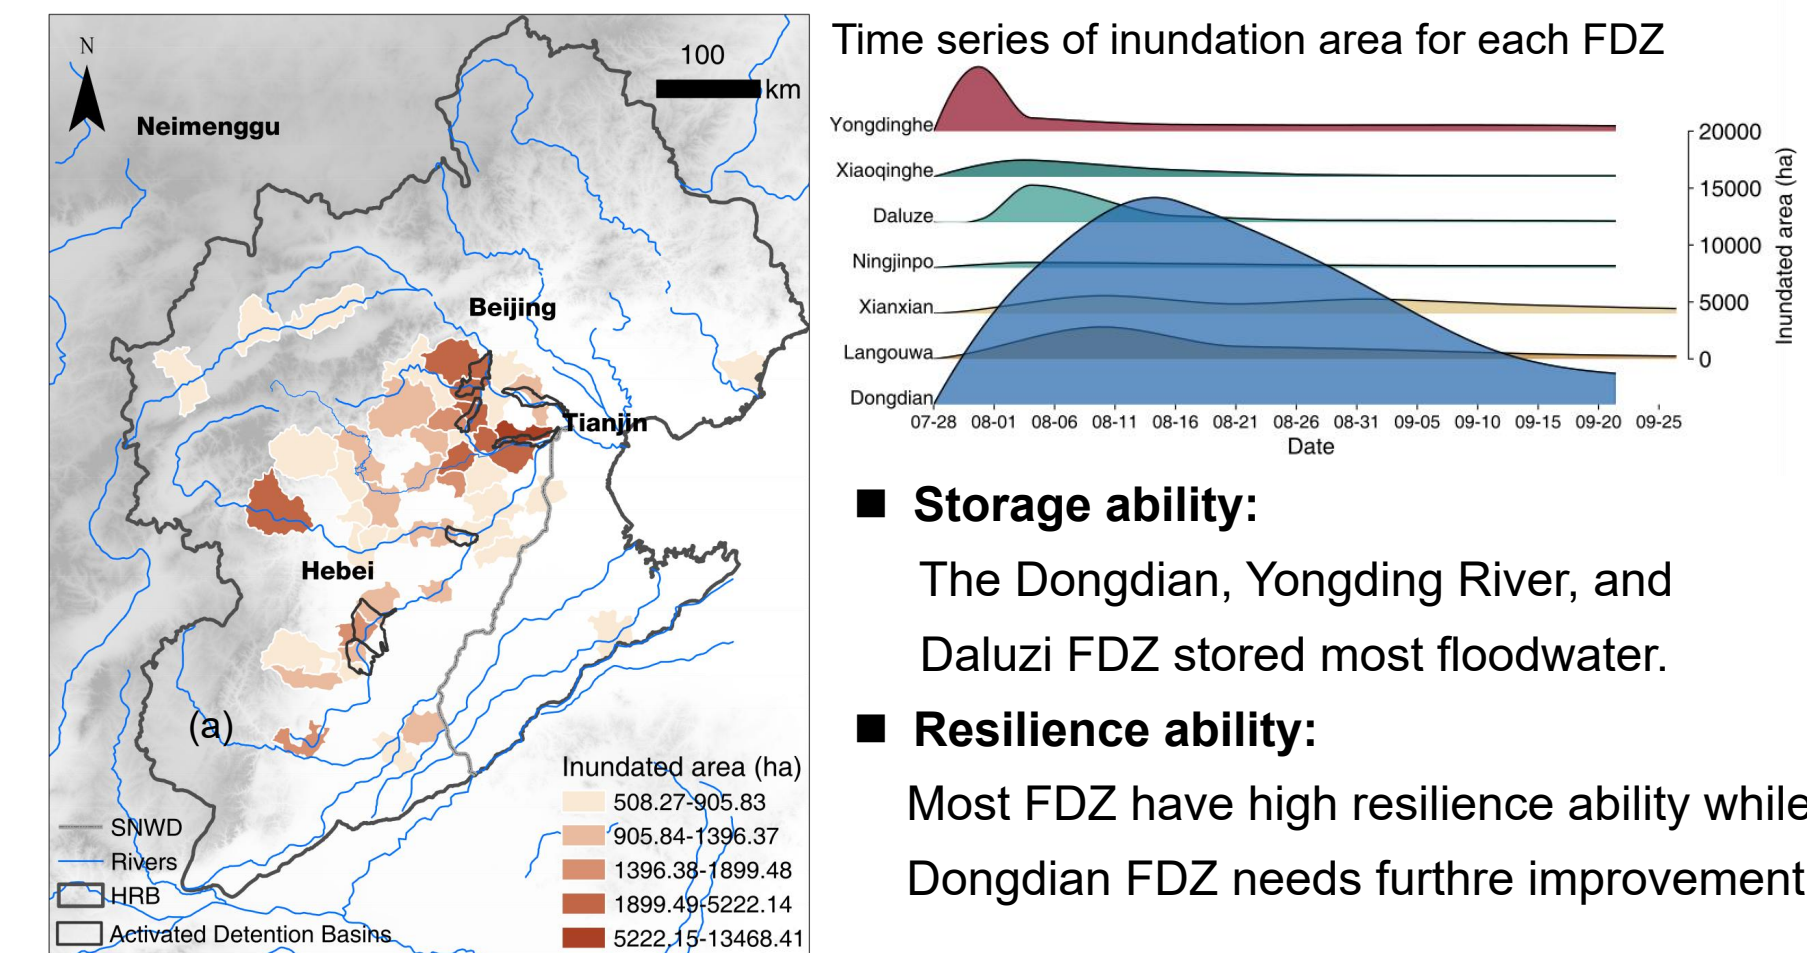 N
100
km
Neimenggu
Beijing
Tianjin
Hebei
(a)
SNWD
Rivers
HRB
Activated Detention Basins
Inundated area (ha)
508.27-905.83
905.84-1396.37
1396.38-1899.48
1899.49-5222.14
5222.15-13468.41
Time series of inundation area for each FDZ
Yongdinghe
Xiaoqinghe
Daluze
Ningjinpo
Xianxian
Langouwa
Dongdian
20000
15000
10000
5000
0
Inundated area (ha)
07-28 08-01 08-06 08-11 08-16 08-21 08-26 08-31 09-05 09-10 09-15 09-20 09-25
Date
■ Storage ability:
The Dongdian, Yongding River, and
Daluzi FDZ stored most floodwater.
■ Resilience ability:
Most FDZ have high resilience ability while
Dongdian FDZ needs furthre improvement